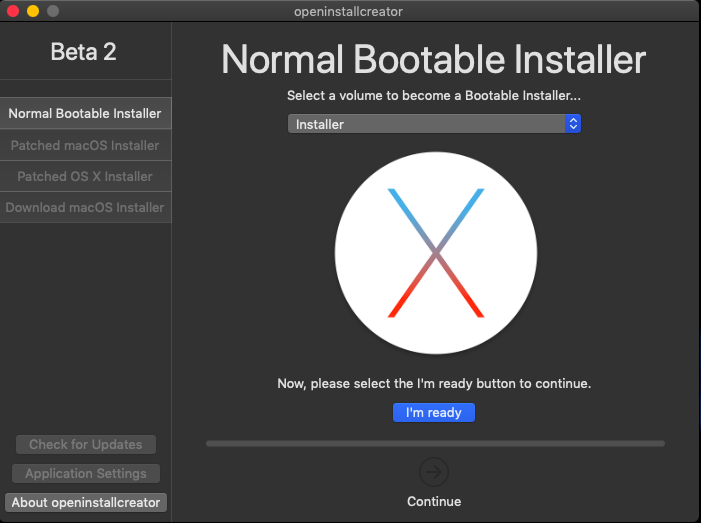 openinstallcreator
Beta 2
Normal Bootable Installer
Patched macOS Installer
Patched OS X Installer
Download macOS Installer
Check for Updates
Application Settings
About openinstallcreator
Normal Bootable Installer
Select a volume to become a Bootable Installer...
Installer
Now, please select the I'm ready button to continue.
I'm ready
Continue